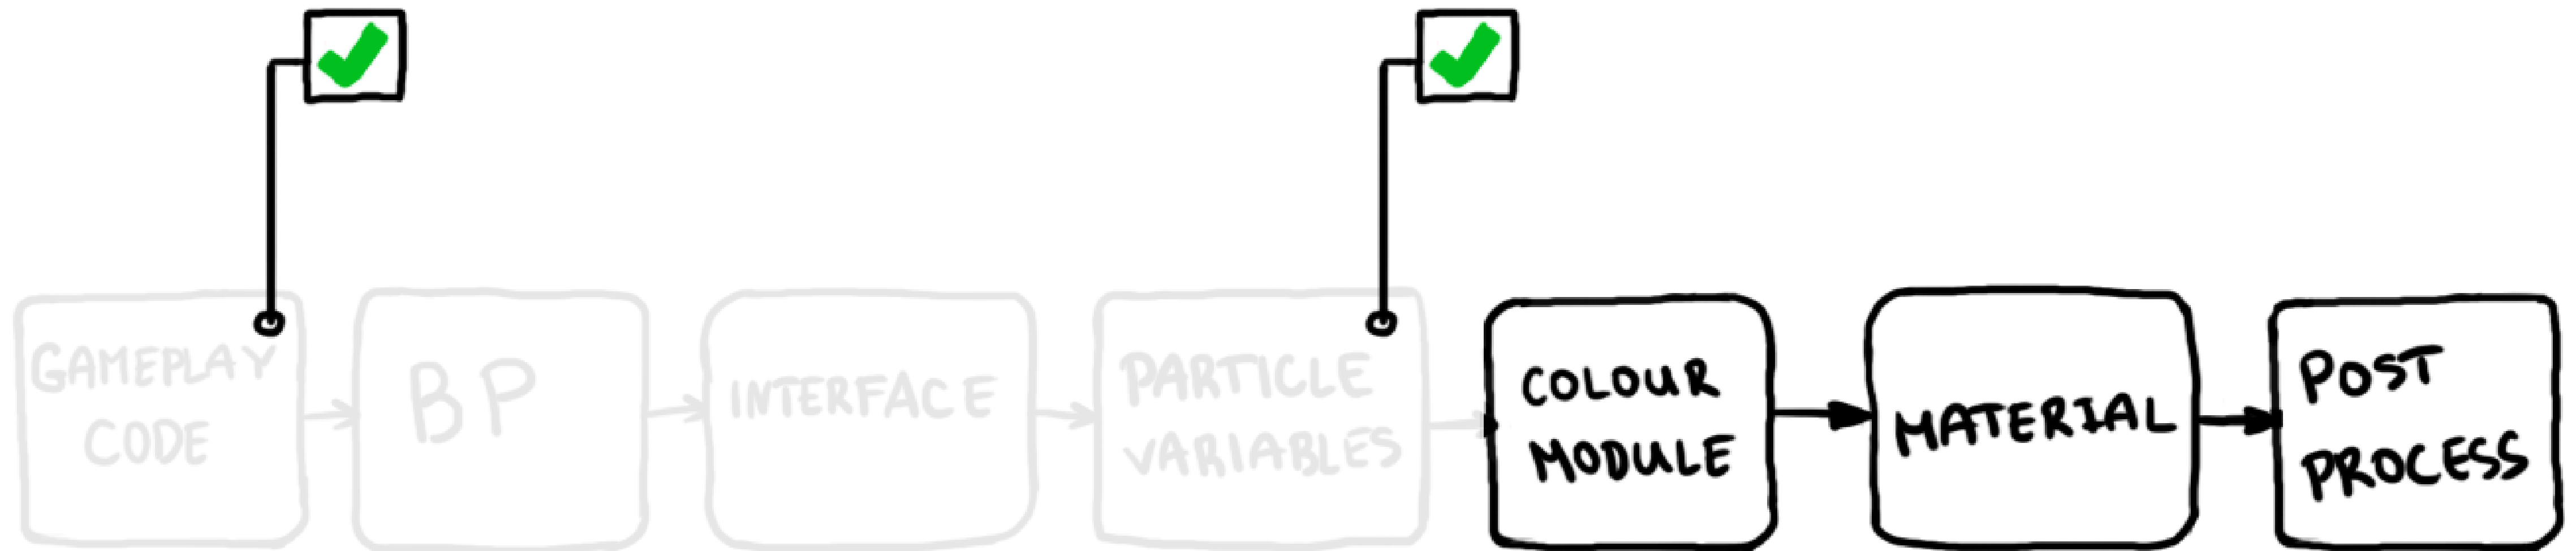 GAMEPLAY
CODE
BP
INTERFACE
PARTICLE
VARIABLES
COLOUR
MODULE
MATERIAL
POST
PROCESS